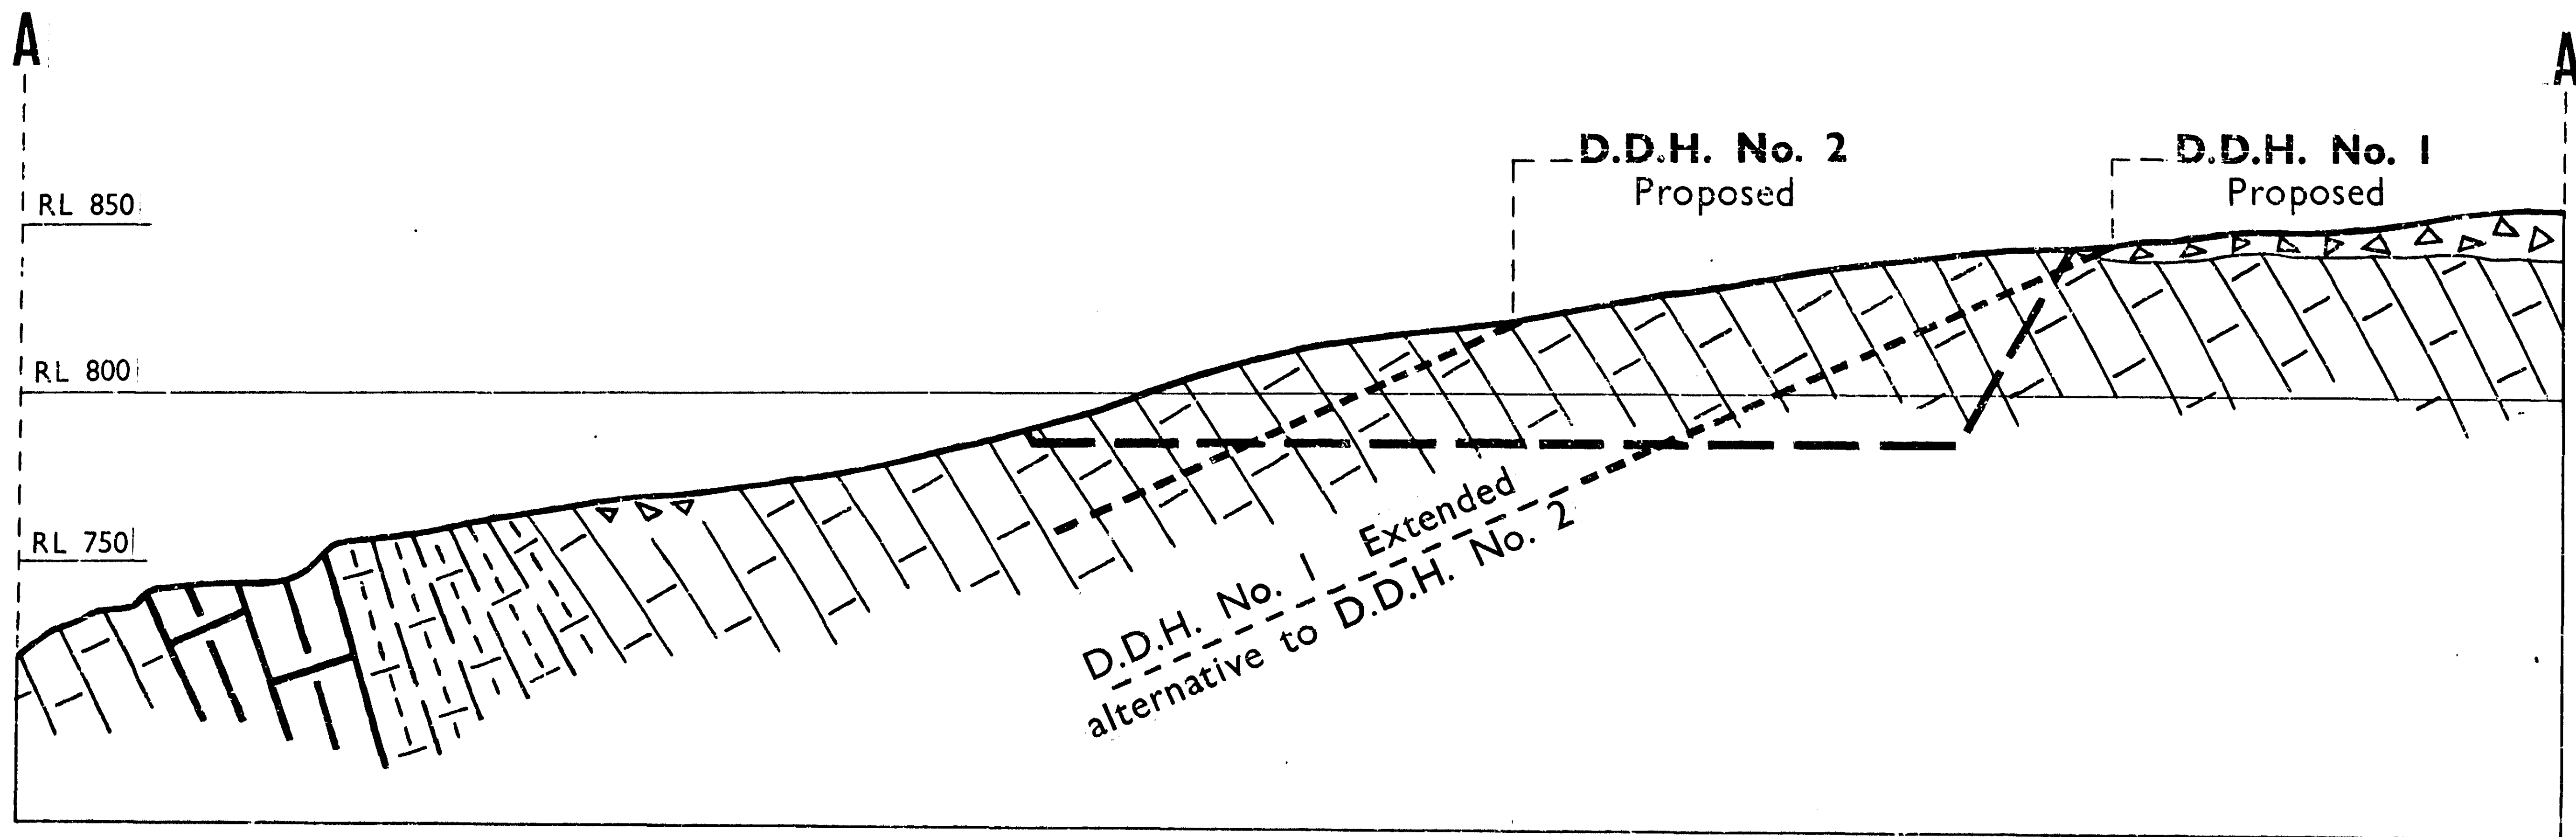 A
A
D.D.H. No. 2
Proposed
D.D.H. No. 1
Proposed
RL 850
RL 800
RL 750
D.D.H. No. 1 Extended
alternative to D.D.H. No. 2